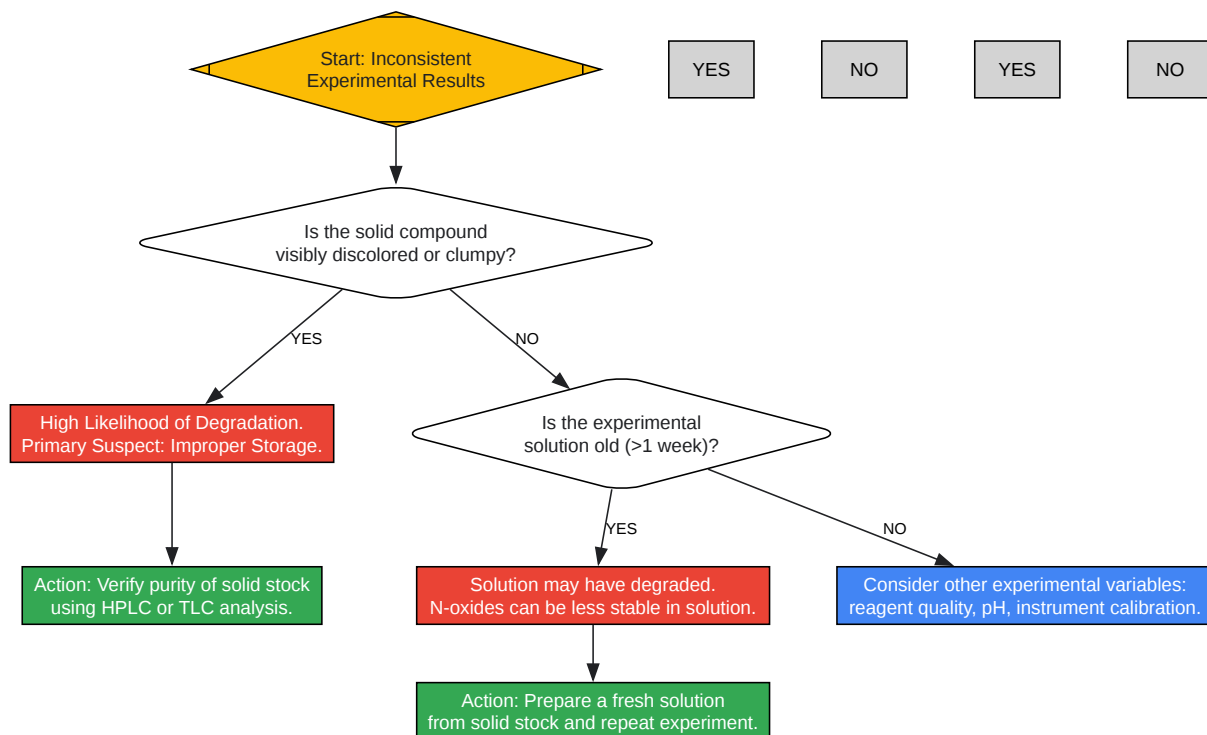 Start: Inconsistent
Experimental Results
YES
NO
YES
NO
Is the solid compound
visibly discolored or clumpy?
YES
NO
High Likelihood of Degradation.
Primary Suspect: Improper Storage.
Is the experimental
solution old (>1 week)?
YES
NO
Action: Verify purity of solid stock
using HPLC or TLC analysis.
Solution may have degraded.
N-oxides can be less stable in solution.
Consider other experimental variables:
reagent quality, pH, instrument calibration.
Action: Prepare a fresh solution
from solid stock and repeat experiment.